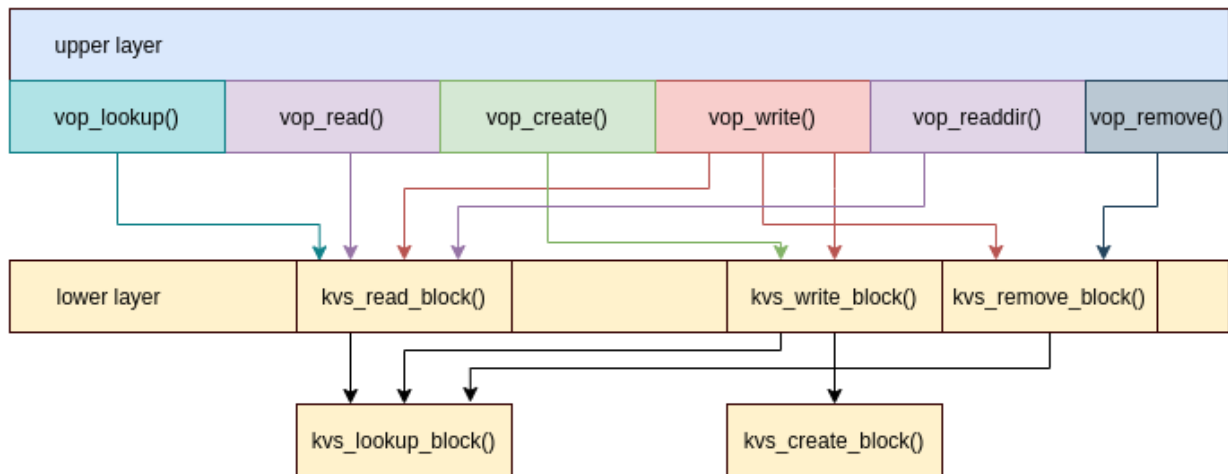 upper layer
vop_lookup() vop_read() vop_create() vop_write() vop_readdir() vop_remove()
lower layer kvs_read_block() kvs_write_block() kvs_remove_block()
kvs_lookup_block() kvs_create_block()